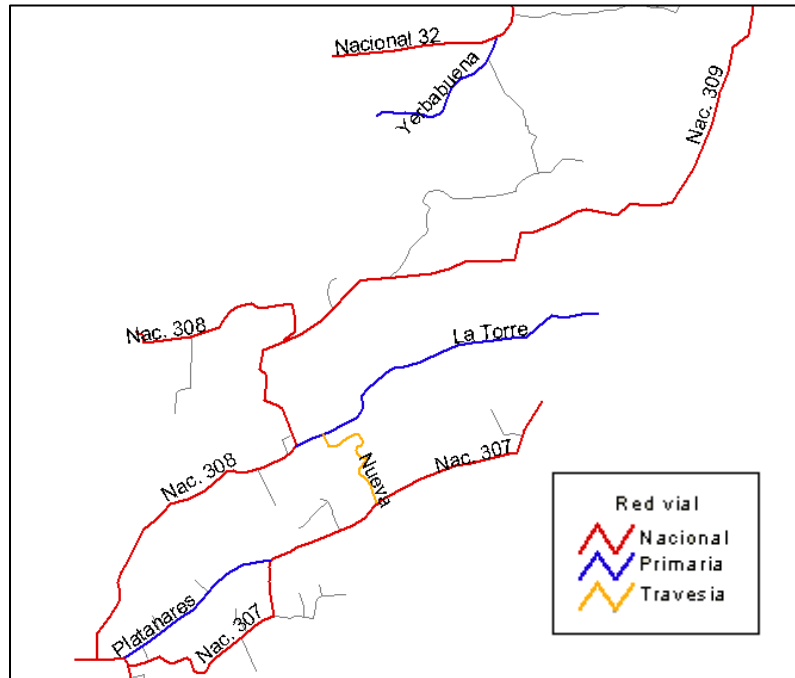 Nacional 32
Yerbabuena
Nac. 309
Nac. 308
La Torre
Nac. 308
Nueva
Nac. 307
Platanares
Nac. 307
Red vial
Nacional
Primaria
Travesia